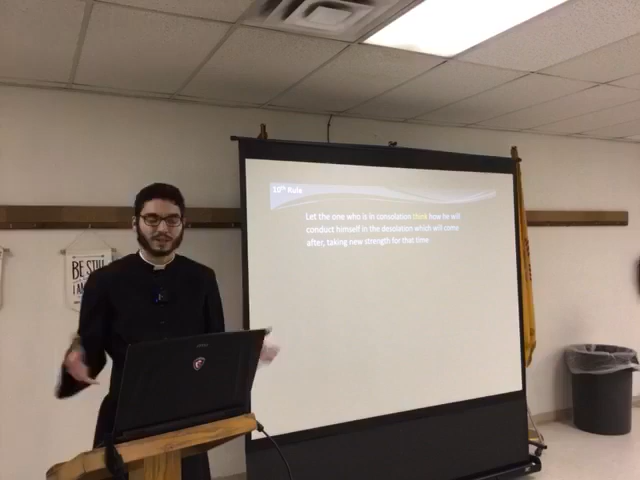 10th Rule
Let the one who is in consolation think how he will
conduct himself in the desolation which will come
after, taking new strength for that time
BE STILL
I AM